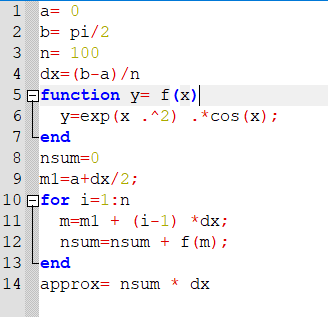 1 a= 0
2 b= pi/2
3 n= 100
4 dx=(b-a)/n
5 function y= f(x)
6 y=exp(x .^2) .*cos(x);
7 end
8 nsum=0
9 m1=a+dx/2;
10 for i=1:n
11 m=m1 + (i-1) *dx;
12 nsum=nsum + f(m);
13 end
14 approx= nsum * dx